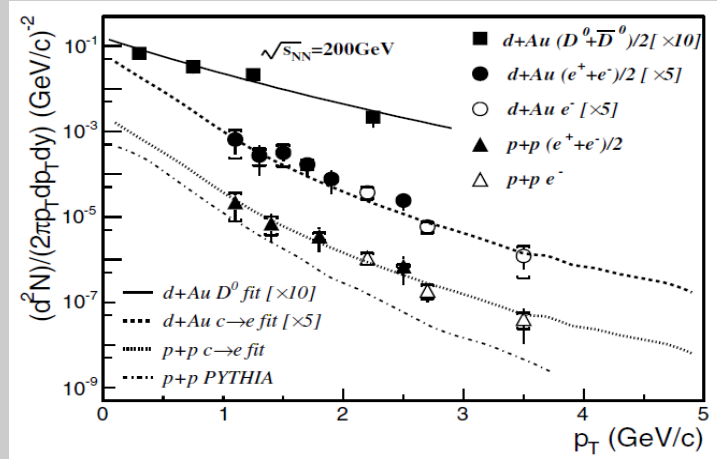 (d²N)/(2πp_T dp_T dy) (GeV/c)⁻²
10⁻¹
10⁻³
10⁻⁵
10⁻⁷
10⁻⁹
√s_NN=200GeV
d+Au (D⁰+D̅⁰)/2[ ×10]
d+Au (e⁺+e⁻)/2 [ ×5]
d+Au e⁻ [ ×5]
p+p (e⁺+e⁻)/2
p+p e⁻
d+Au D⁰ fit [ ×10]
d+Au c→e fit [ ×5]
p+p c→e fit
p+p PYTHIA
0 1 2 3 4 5
p_T (GeV/c)